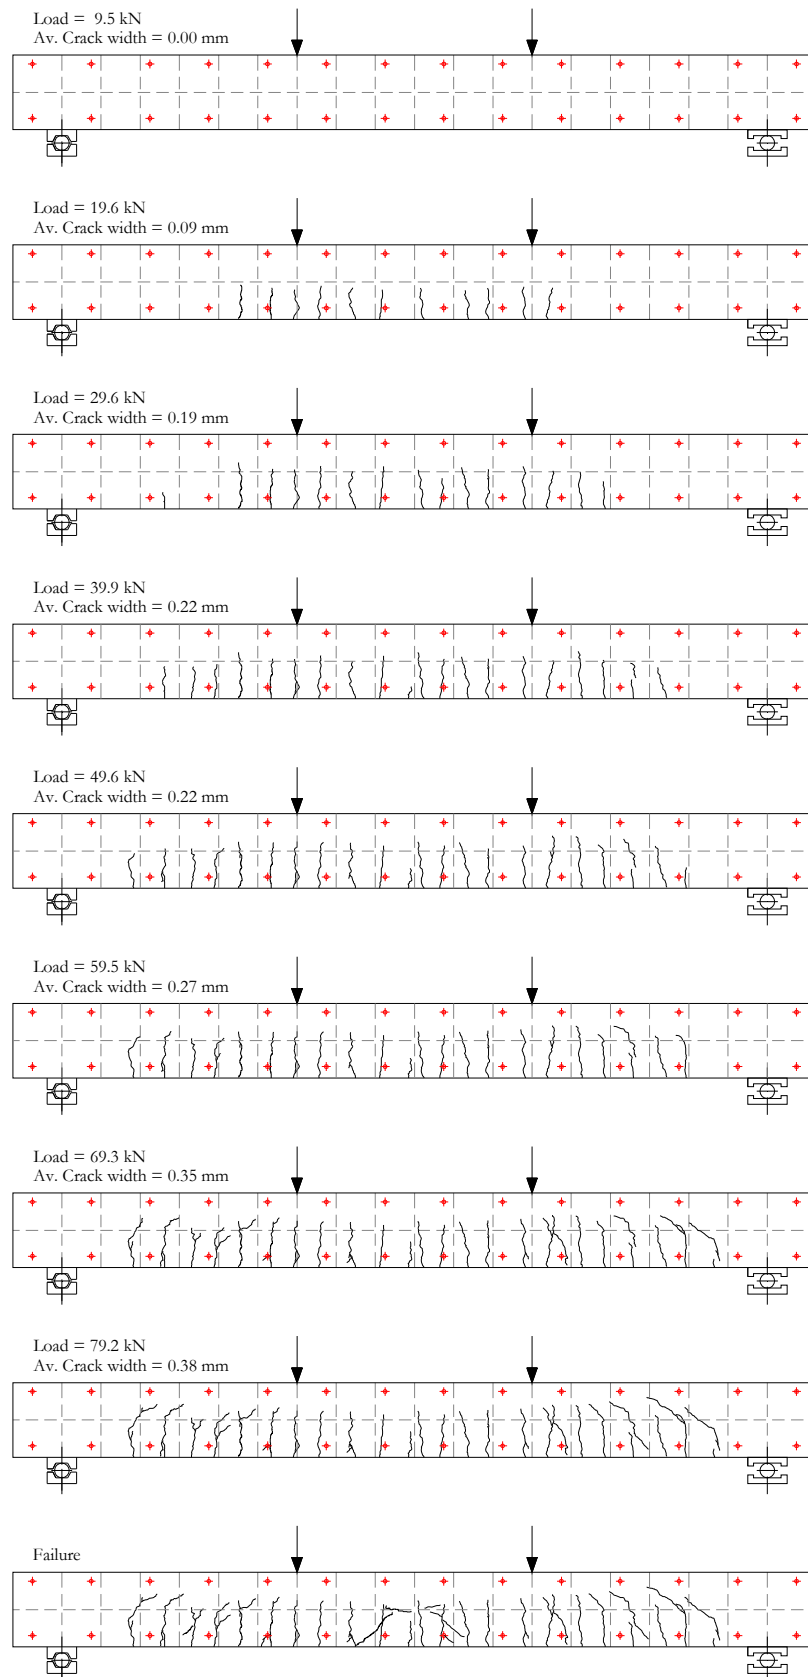 Load =  9.5 kN
Av. Crack width = 0.00 mm
Load = 19.6 kN
Av. Crack width = 0.09 mm
Load = 29.6 kN
Av. Crack width = 0.19 mm
Load = 39.9 kN
Av. Crack width = 0.22 mm
Load = 49.6 kN
Av. Crack width = 0.22 mm
Load = 59.5 kN
Av. Crack width = 0.27 mm
Load = 69.3 kN
Av. Crack width = 0.35 mm
Load = 79.2 kN
Av. Crack width = 0.38 mm
Failure